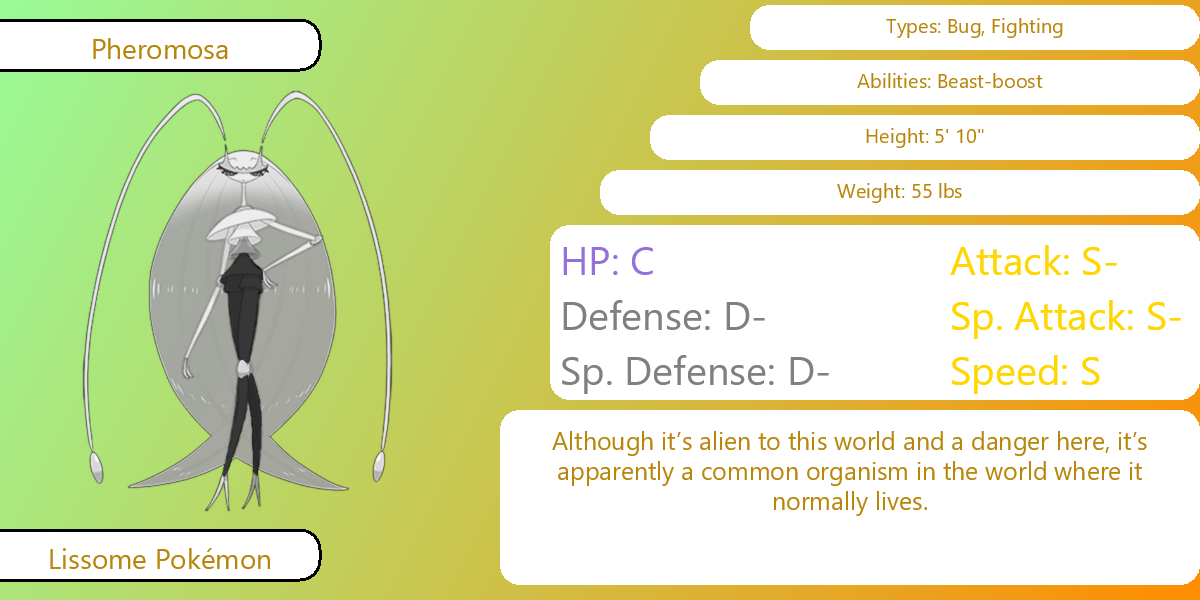 Pheromosa
Types: Bug, Fighting
Abilities: Beast-boost
Height: 5' 10"
Weight: 55 lbs
HP: C
Attack: S-
Defense: D-
Sp. Attack: S-
Sp. Defense: D-
Speed: S
Although it’s alien to this world and a danger here, it’s
apparently a common organism in the world where it
normally lives.
Lissome Pokémon